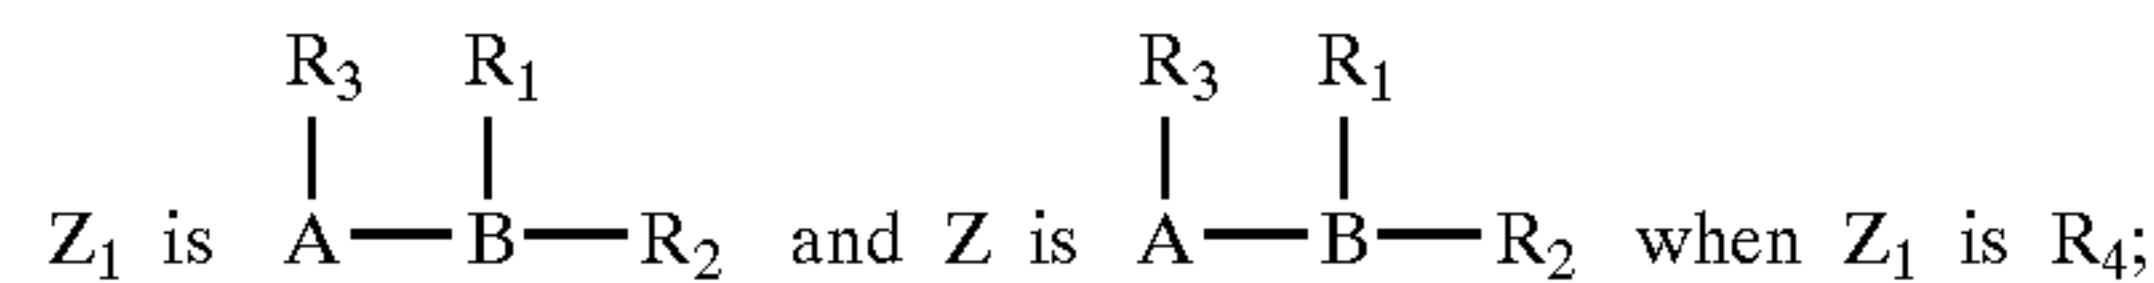 R₃ R₁ R₃ R₁
Z₁ is A—B—R₂ and Z is A—B—R₂ when Z₁ is R₄;